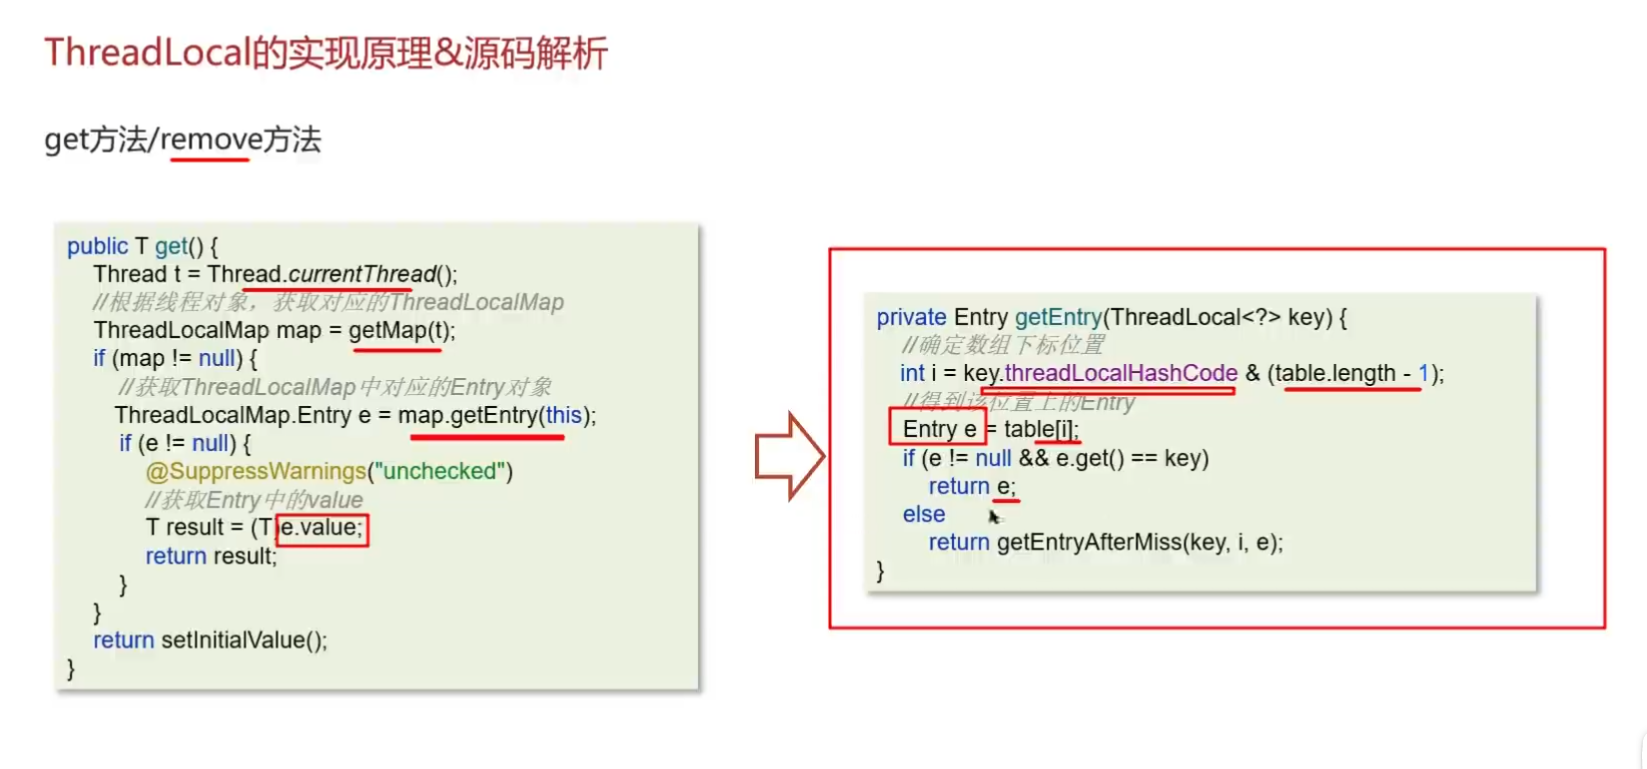 ThreadLocal的实现原理&源码解析
get方法/remove方法
public T get() {
Thread t = Thread.currentThread();
//根据线程对象，获取对应的ThreadLocalMap
ThreadLocalMap map = getMap(t);
if (map != null) {
//获取ThreadLocalMap中对应的Entry对象
ThreadLocalMap.Entry e = map.getEntry(this);
if (e != null) {
@SuppressWarnings("unchecked")
//获取Entry中的value
T result = (T)e.value;
return result;
}
}
return setInitialValue();
}
private Entry getEntry(ThreadLocal<?> key) {
//确定数组下标位置
int i = key.threadLocalHashCode & (table.length - 1);
//得到该位置上的Entry
Entry e = table[i];
if (e != null && e.get() == key)
return e;
else
return getEntryAfterMiss(key, i, e);
}